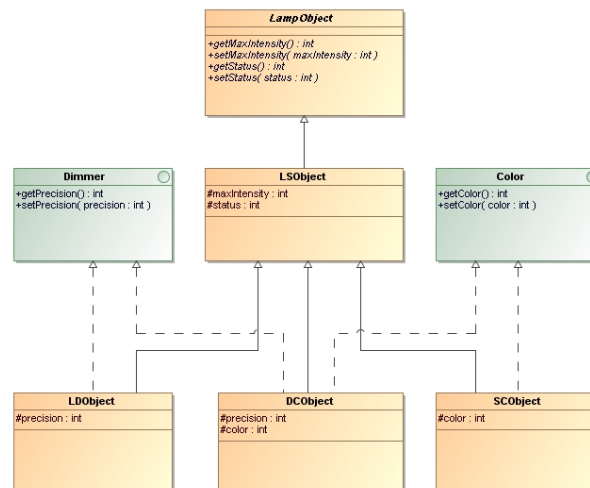 LampObject
+getMaxIntensity() : int
+setMaxIntensity( maxIntensity : int )
+getStatus() : int
+setStatus( status : int )
Dimmer
+getPrecision() : int
+setPrecision( precision : int )
LSObject
#maxIntensity : int
#status : int
Color
+getColor() : int
+setColor( color : int )
LDObject
#precision : int
DCObject
#precision : int
#color : int
SCObject
#color : int